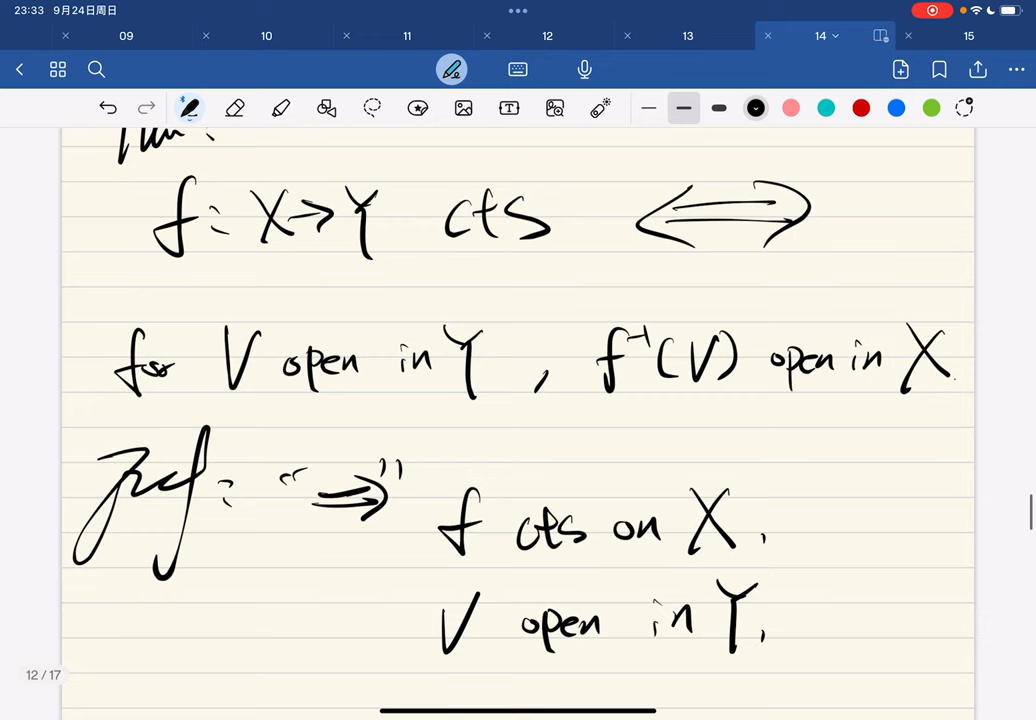 23:33 9月24日周日
09 10 11 12 13 14 15
f: X→Y cts ⟺
for V open in Y, f⁻¹(V) open in X.
Prf: "⇒" f cts on X,
V open in Y,
12 / 17